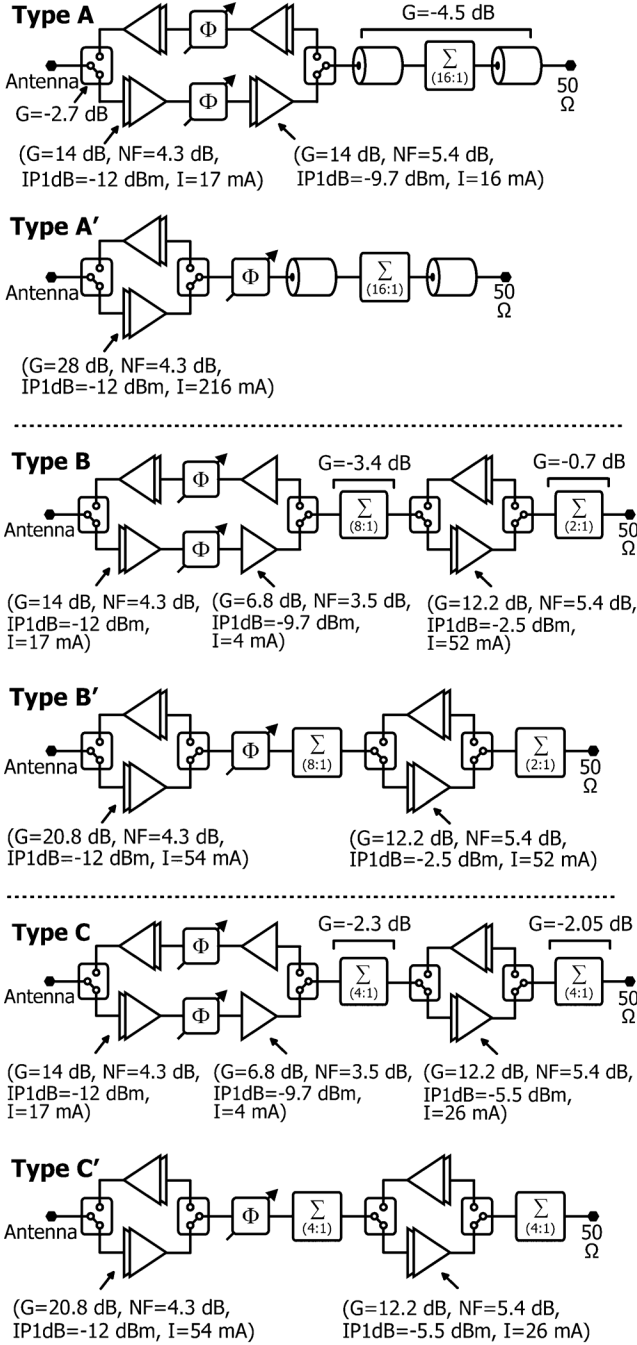 Type A
G=-4.5 dB
Φ
Φ
Σ
(16:1)
Antenna
G=-2.7 dB
50
Ω
(G=14 dB, NF=4.3 dB,
IP1dB=-12 dBm, I=17 mA)
(G=14 dB, NF=5.4 dB,
IP1dB=-9.7 dBm, I=16 mA)
Type A′
Antenna
Φ
Σ
(16:1)
50
Ω
(G=28 dB, NF=4.3 dB,
IP1dB=-12 dBm, I=216 mA)
Type B
G=-3.4 dB
G=-0.7 dB
Φ
Φ
Σ
(8:1)
Σ
(2:1)
Antenna
50
Ω
(G=14 dB, NF=4.3 dB,
IP1dB=-12 dBm,
I=17 mA)
(G=6.8 dB, NF=3.5 dB,
IP1dB=-9.7 dBm,
I=4 mA)
(G=12.2 dB, NF=5.4 dB,
IP1dB=-2.5 dBm,
I=52 mA)
Type B′
Antenna
Φ
Σ
(8:1)
Σ
(2:1)
50
Ω
(G=20.8 dB, NF=4.3 dB,
IP1dB=-12 dBm, I=54 mA)
(G=12.2 dB, NF=5.4 dB,
IP1dB=-2.5 dBm, I=52 mA)
Type C
G=-2.3 dB
G=-2.05 dB
Φ
Φ
Σ
(4:1)
Σ
(4:1)
Antenna
50
Ω
(G=14 dB, NF=4.3 dB,
IP1dB=-12 dBm,
I=17 mA)
(G=6.8 dB, NF=3.5 dB,
IP1dB=-9.7 dBm,
I=4 mA)
(G=12.2 dB, NF=5.4 dB,
IP1dB=-5.5 dBm,
I=26 mA)
Type C′
Antenna
Φ
Σ
(4:1)
Σ
(4:1)
50
Ω
(G=20.8 dB, NF=4.3 dB,
IP1dB=-12 dBm, I=54 mA)
(G=12.2 dB, NF=5.4 dB,
IP1dB=-5.5 dBm, I=26 mA)